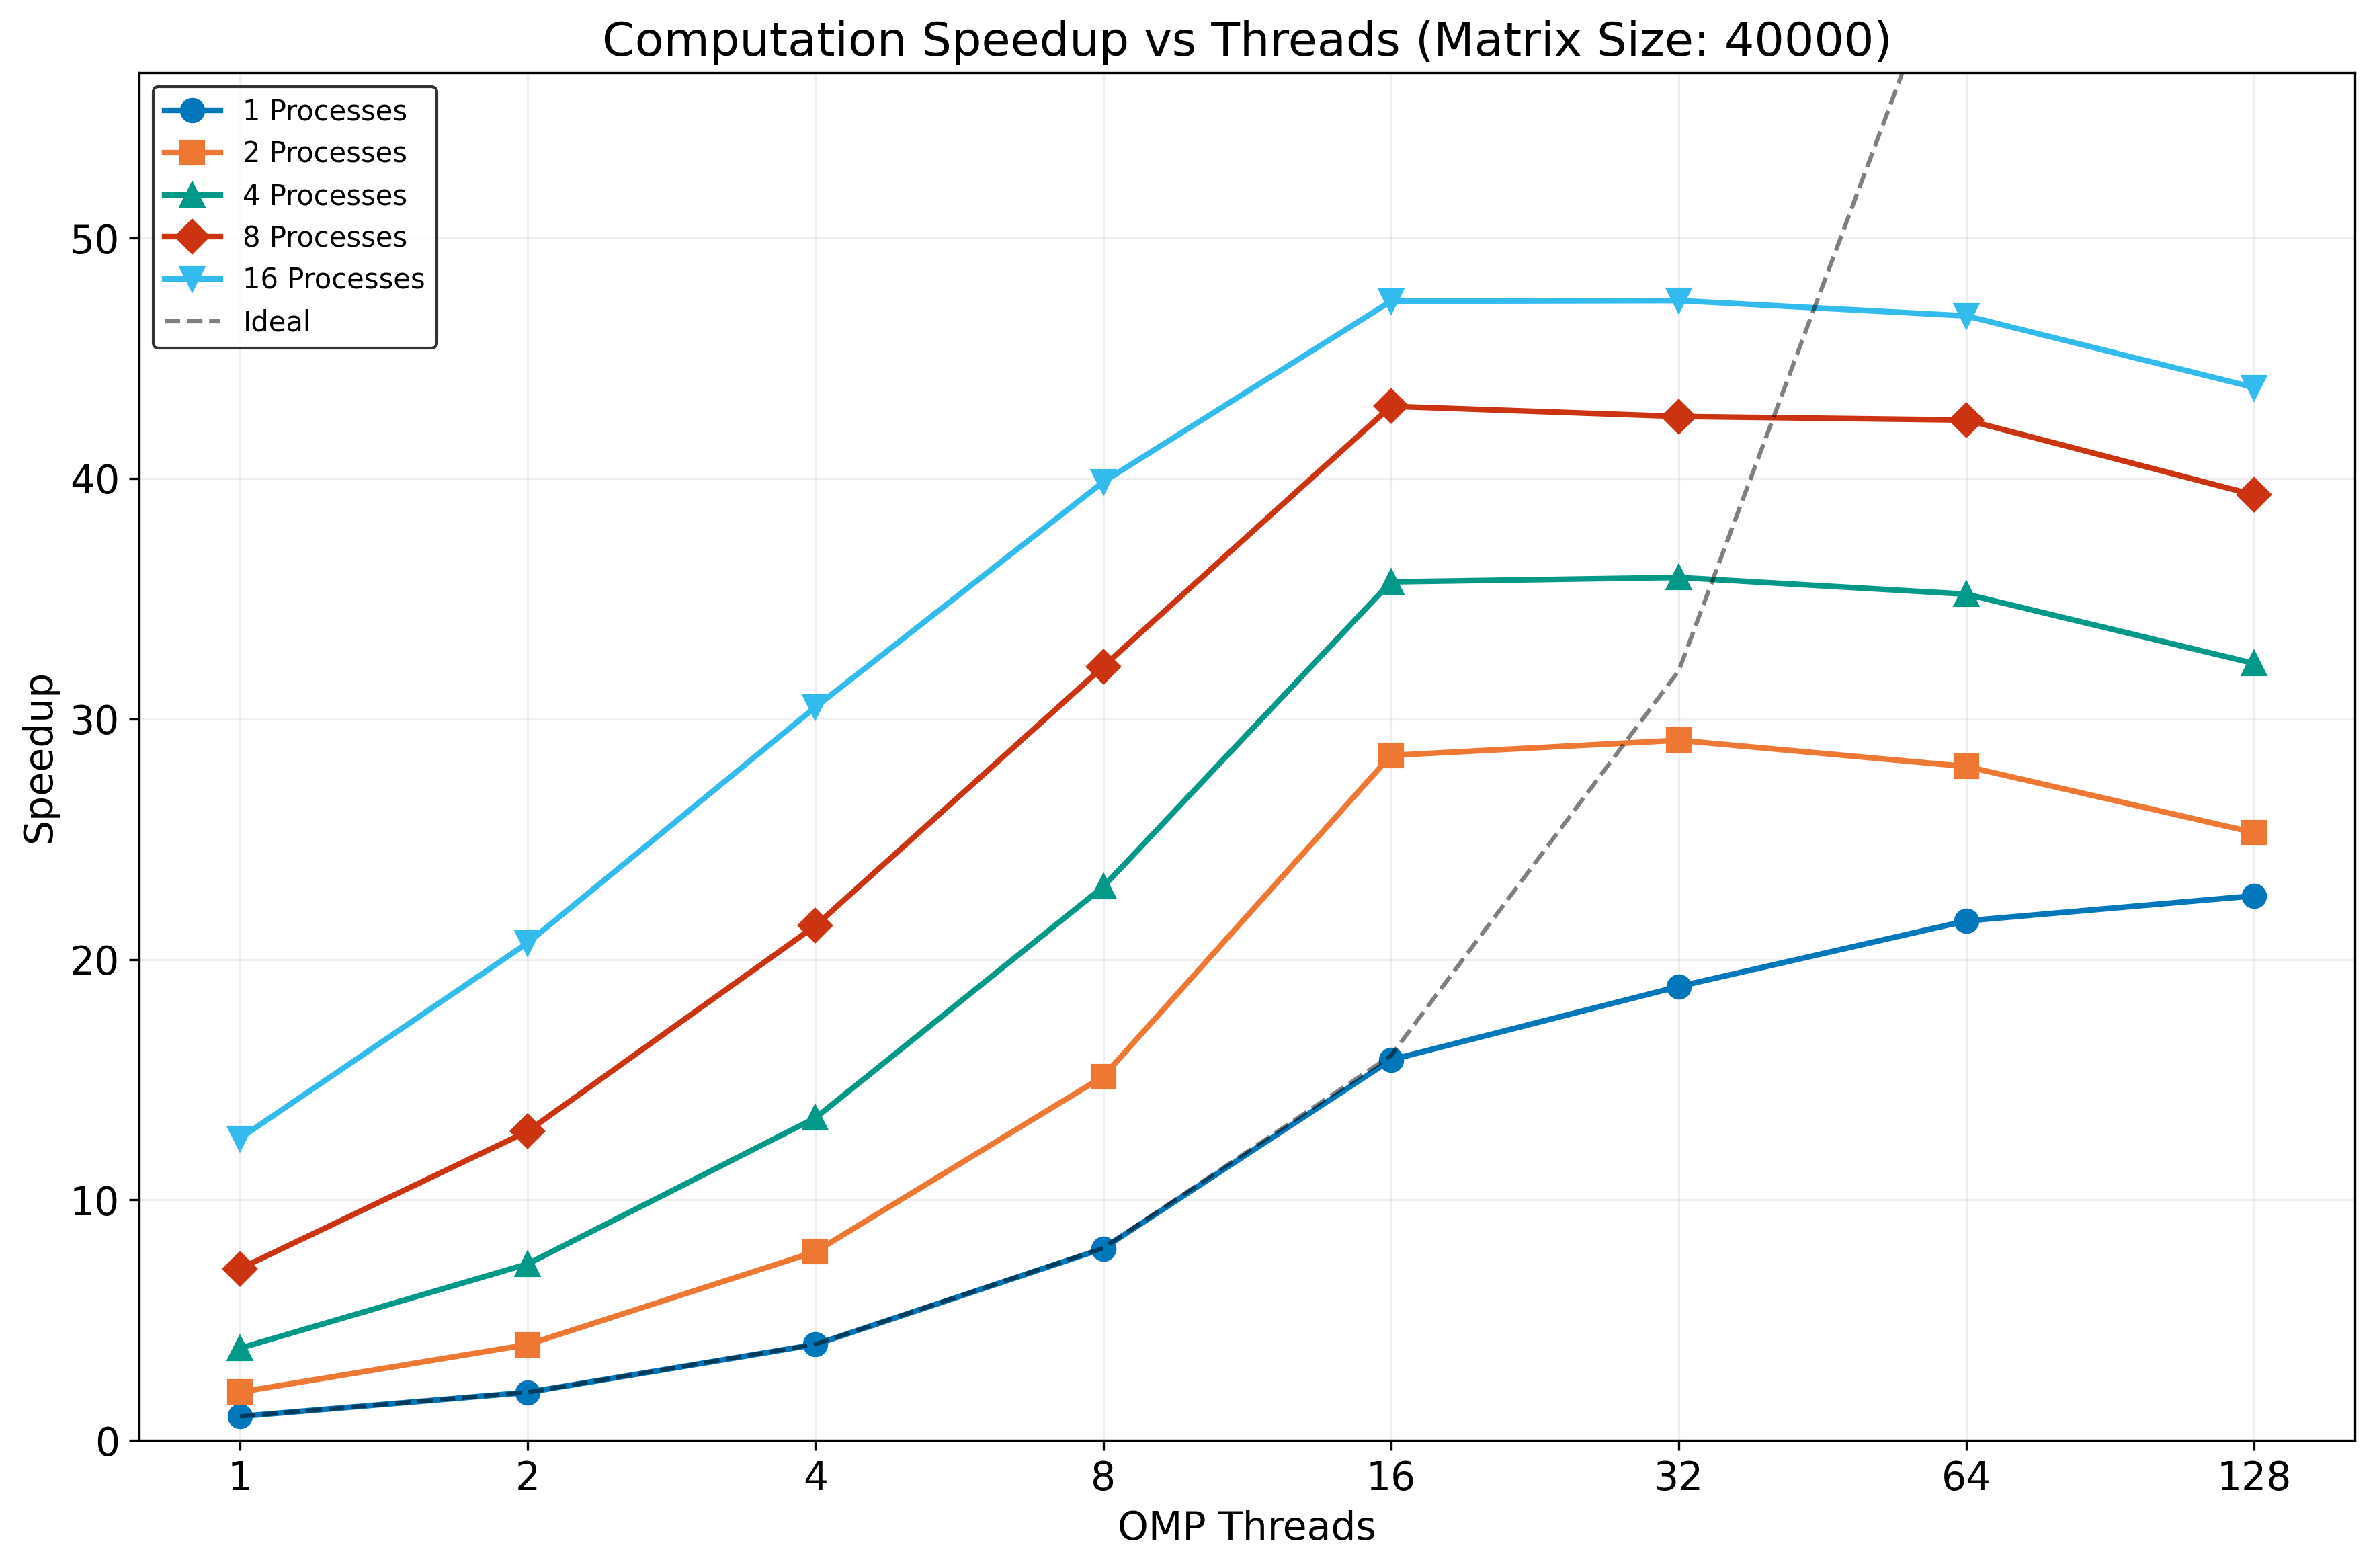 Computation Speedup vs Threads (Matrix Size: 40000)
1 Processes
2 Processes
4 Processes
8 Processes
16 Processes
Ideal
Speedup
50
40
30
20
10
0
1 2 4 8 16 32 64 128
OMP Threads